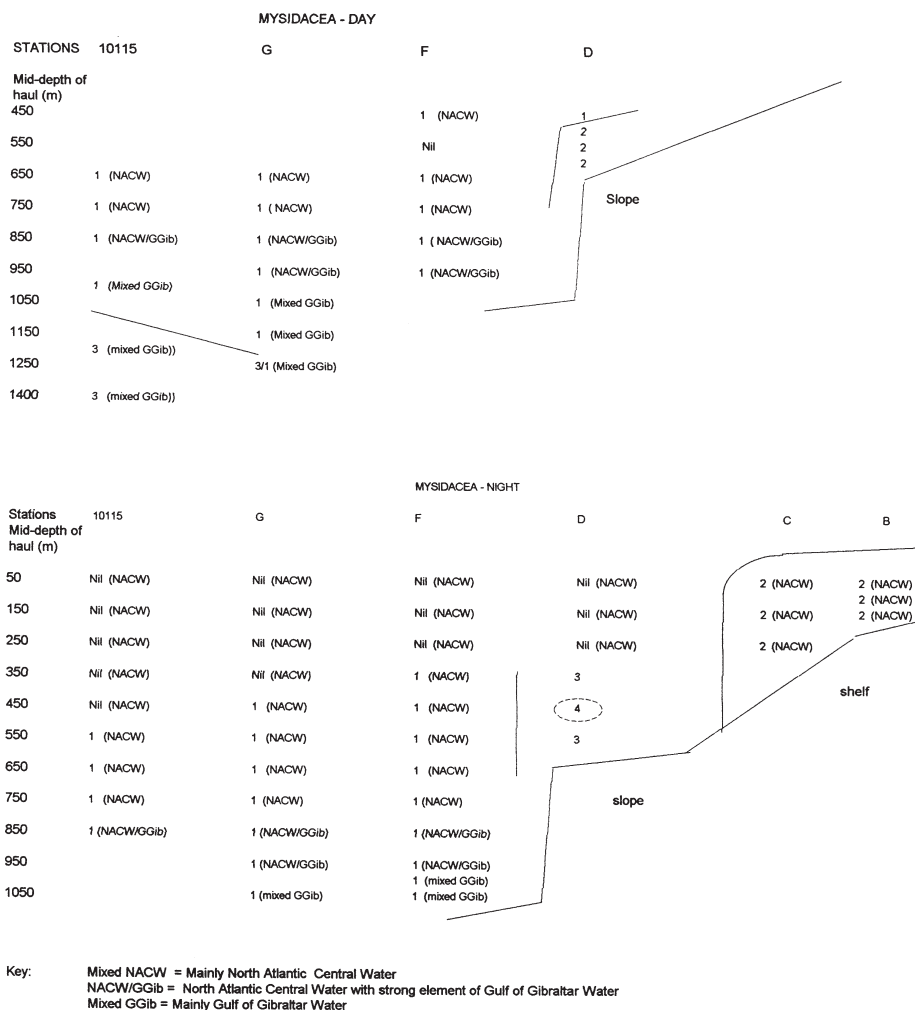 MYSIDACEA - DAY
STATIONS 10115 G F D
Mid-depth of
haul (m)
450 1 (NACW) 1
2
550 Nil 2
2
650 1 (NACW) 1 (NACW) 1 (NACW)
Slope
750 1 (NACW) 1 ( NACW) 1 (NACW)
850 1 (NACW/GGib) 1 (NACW/GGib) 1 ( NACW/GGib)
950 1 (NACW/GGib) 1 (NACW/GGib)
1 (Mixed GGib)
1050 1 (Mixed GGib)
1150 1 (Mixed GGib)
3 (mixed GGib))
1250 3/1 (Mixed GGib)
1400 3 (mixed GGib))
MYSIDACEA - NIGHT
Stations 10115 G F D C B
Mid-depth of
haul (m)
50 Nil (NACW) Nil (NACW) Nil (NACW) Nil (NACW) 2 (NACW) 2 (NACW)
2 (NACW)
150 Nil (NACW) Nil (NACW) Nil (NACW) Nil (NACW) 2 (NACW) 2 (NACW)
250 Nil (NACW) Nil (NACW) Nil (NACW) Nil (NACW) 2 (NACW)
350 Nil (NACW) Nil (NACW) 1 (NACW) 3
shelf
450 Nil (NACW) 1 (NACW) 1 (NACW) 4
550 1 (NACW) 1 (NACW) 1 (NACW) 3
650 1 (NACW) 1 (NACW) 1 (NACW)
750 1 (NACW) 1 (NACW) 1 (NACW) slope
850 1 (NACW/GGib) 1 (NACW/GGib) 1 (NACW/GGib)
950 1 (NACW/GGib) 1 (NACW/GGib)
1 (mixed GGib)
1050 1 (mixed GGib) 1 (mixed GGib)
Key: Mixed NACW = Mainly North Atlantic Central Water
NACW/GGib = North Atlantic Central Water with strong element of Gulf of Gibraltar Water
Mixed GGib = Mainly Gulf of Gibraltar Water